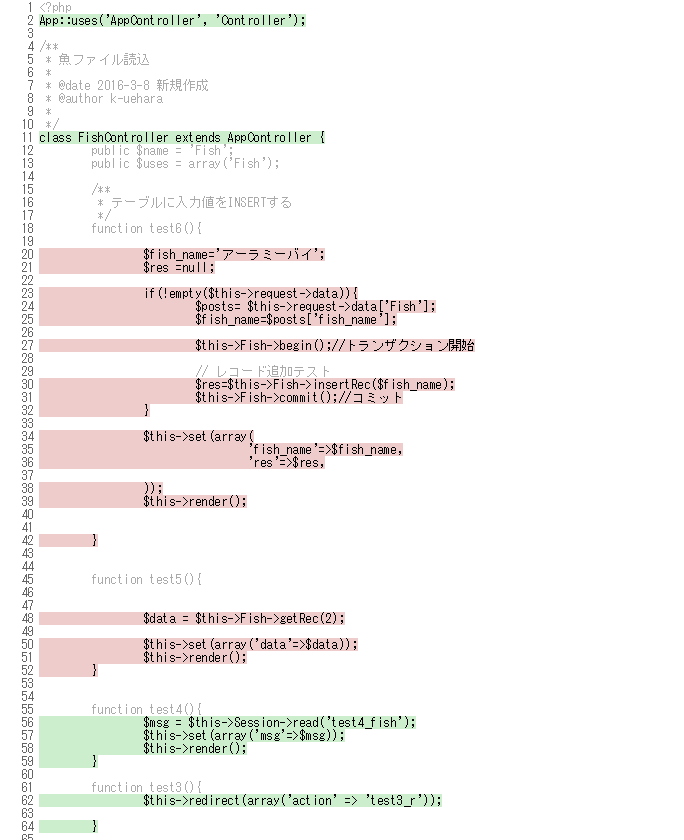 1 <?php
2 App::uses('AppController', 'Controller');
3
4 /**
5  * 魚ファイル読込
6  *
7  * @date 2016-3-8 新規作成
8  * @author k-uehara
9  *
10  */
11 class FishController extends AppController {
12 public $name = 'Fish';
13 public $uses = array('Fish');
14
15 /**
16  * テーブルに入力値をINSERTする
17  */
18 function test6(){
19
20 $fish_name='アーラミーバイ';
21 $res =null;
22
23 if(!empty($this->request->data)){
24 $posts= $this->request->data['Fish'];
25 $fish_name=$posts['fish_name'];
26
27 $this->Fish->begin();//トランザクション開始
28
29 // レコード追加テスト
30 $res=$this->Fish->insertRec($fish_name);
31 $this->Fish->commit();//コミット
32 }
33
34 $this->set(array(
35 'fish_name'=>$fish_name,
36 'res'=>$res,
37
38 ));
39 $this->render();
40
41
42 }
43
44
45 function test5(){
46
47
48 $data = $this->Fish->getRec(2);
49
50 $this->set(array('data'=>$data));
51 $this->render();
52 }
53
54
55 function test4(){
56 $msg = $this->Session->read('test4_fish');
57 $this->set(array('msg'=>$msg));
58 $this->render();
59 }
60
61 function test3(){
62 $this->redirect(array('action' => 'test3_r'));
63
64 }